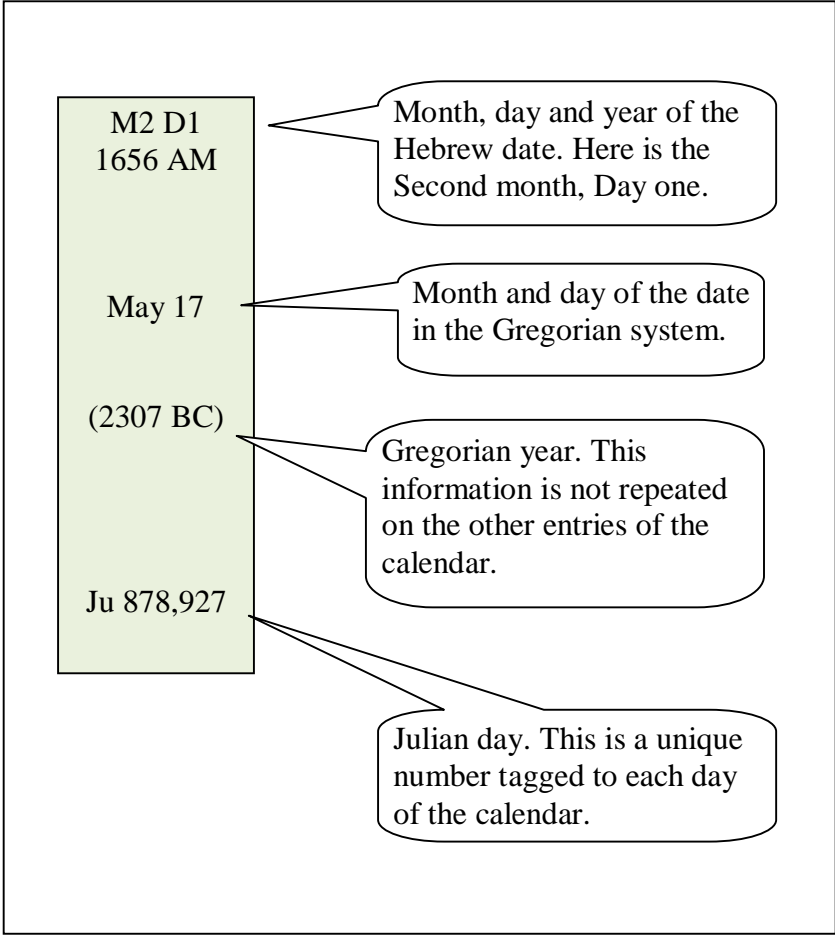 M2 D1
1656 AM
Month, day and year of the
Hebrew date. Here is the
Second month, Day one.
May 17
Month and day of the date
in the Gregorian system.
(2307 BC)
Gregorian year. This
information is not repeated
on the other entries of the
calendar.
Ju 878,927
Julian day. This is a unique
number tagged to each day
of the calendar.